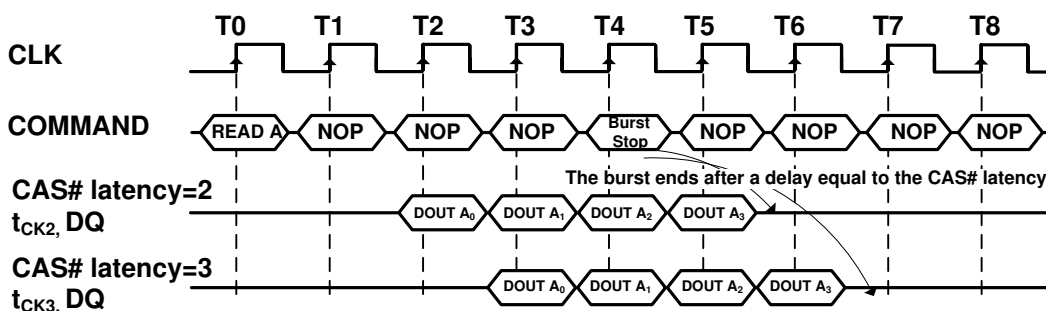 T0 T1 T2 T3 T4 T5 T6 T7 T8
CLK
COMMAND READ A NOP NOP NOP Burst Stop NOP NOP NOP NOP
The burst ends after a delay equal to the CAS# latency
CAS# latency=2
tCK2, DQ DOUT A0 DOUT A1 DOUT A2 DOUT A3
CAS# latency=3
tCK3, DQ DOUT A0 DOUT A1 DOUT A2 DOUT A3